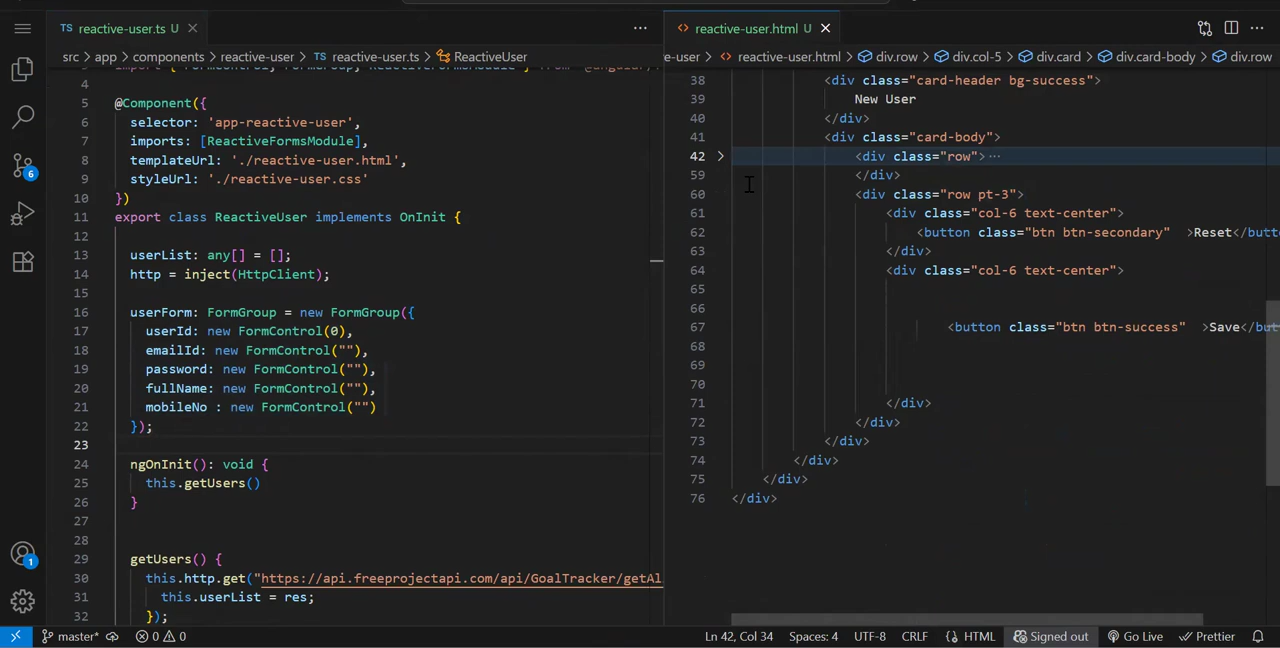 TS reactive-user.ts U
src > app > components > reactive-user > TS reactive-user.ts > ReactiveUser
4
5 @Component({
6 selector: 'app-reactive-user',
7 imports: [ReactiveFormsModule],
8 templateUrl: './reactive-user.html',
9 styleUrl: './reactive-user.css'
10 })
11 export class ReactiveUser implements OnInit {
12
13 userList: any[] = [];
14 http = inject(HttpClient);
15
16 userForm: FormGroup = new FormGroup({
17 userId: new FormControl(0),
18 emailId: new FormControl(""),
19 password: new FormControl(""),
20 fullName: new FormControl(""),
21 mobileNo : new FormControl("")
22 });
23
24 ngOnInit(): void {
25 this.getUsers()
26 }
27
28
29 getUsers() {
30 this.http.get("https://api.freeprojectapi.com/api/GoalTracker/getAl
31 this.userList = res;
32 });
reactive-user.html U
e-user > reactive-user.html > div.row > div.col-5 > div.card > div.card-body > div.row
38 <div class="card-header bg-success">
39 New User
40 </div>
41 <div class="card-body">
42 <div class="row"> ...
59 </div>
60 <div class="row pt-3">
61 <div class="col-6 text-center">
62 <button class="btn btn-secondary" >Reset</button
63 </div>
64 <div class="col-6 text-center">
65
66
67 <button class="btn btn-success" >Save</but
68
69
70
71 </div>
72 </div>
73 </div>
74 </div>
75 </div>
76 </div>
6
1
master* 0 0 Ln 42, Col 34 Spaces: 4 UTF-8 CRLF HTML Signed out Go Live Prettier